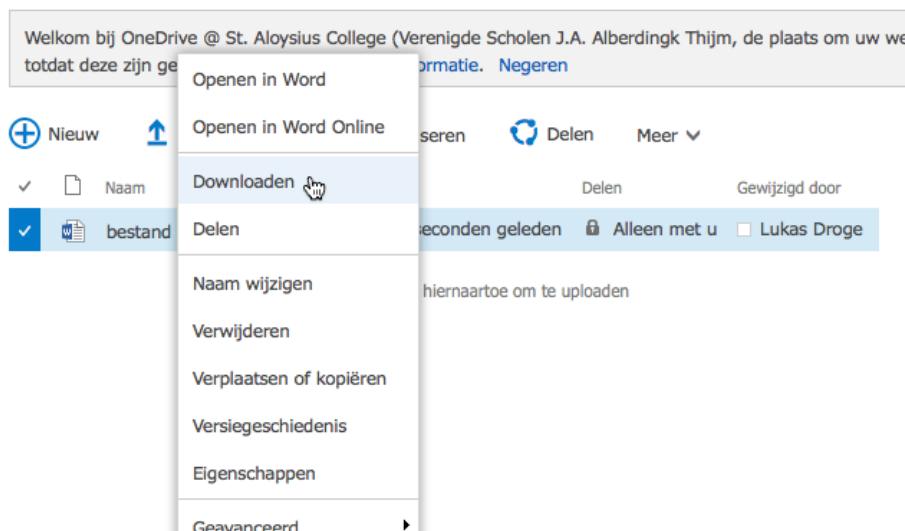 Welkom bij OneDrive @ St. Aloysius College (Verenigde Scholen J.A. Alberdingk Thijm, de plaats om uw we
totdat deze zijn ge
ormatie. Negeren
Nieuw
seren
Delen
Meer
Naam
Delen
Gewijzigd door
bestand
seconden geleden
Alleen met u
Lukas Droge
hiernaartoe om te uploaden
Openen in Word
Openen in Word Online
Downloaden
Delen
Naam wijzigen
Verwijderen
Verplaatsen of kopiëren
Versiegeschiedenis
Eigenschappen
Geavanceerd